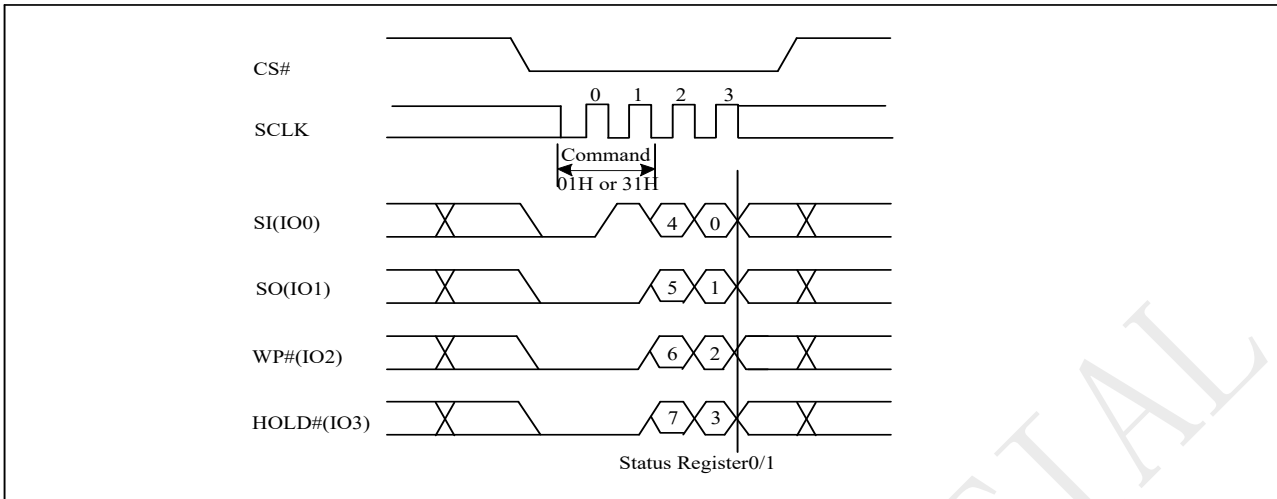 CS#
0 1 2 3
SCLK
Command
01H or 31H
SI(IO0) 4 0
SO(IO1) 5 1
WP#(IO2) 6 2
HOLD#(IO3) 7 3
Status Register0/1